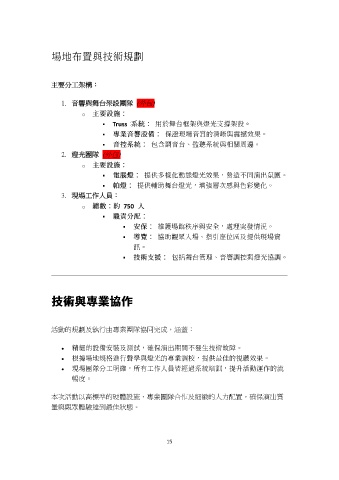 場地布置與技術規劃
主要分工架構：
1. 音響與舞台架設團隊
o 主要設施：
▪ Truss 系統： 用於舞台框架與燈光支撐架設。
▪ 專業音響設備： 保證現場音質的清晰與震撼效果。
▪ 音控系統： 包含調音台、監聽系統與相關周邊。
2. 燈光團隊
o 主要設施：
▪ 電腦燈： 提供多樣化動態燈光效果，營造不同演出氛圍。
▪ 帕燈： 提供輔助舞台燈光，增強層次感與色彩變化。
3. 現場工作人員：
o 總數：約 750 人
▪ 職責分配：
▪ 安保： 維護場館秩序與安全，處理突發情況。
▪ 導覽： 協助觀眾入場、指引座位所及提供現場資
訊。
▪ 技術支援： 包括舞台管理、音響調控與燈光協調。
技術與專業協作
活動的規劃及執行由專業團隊協同完成，涵蓋：
• 精確的設備安裝及測試，確保演出期間不發生技術故障。
• 根據場地規格進行聲學與燈光的專業調校，提供最佳的視聽效果。
• 現場團隊分工明確，所有工作人員皆經過系統培訓，提升活動運作的流
暢度。
本次活動以高標準的硬體設施、專業團隊合作及細緻的人力配置，確保演出質
量與觀眾體驗達到最佳狀態。
15